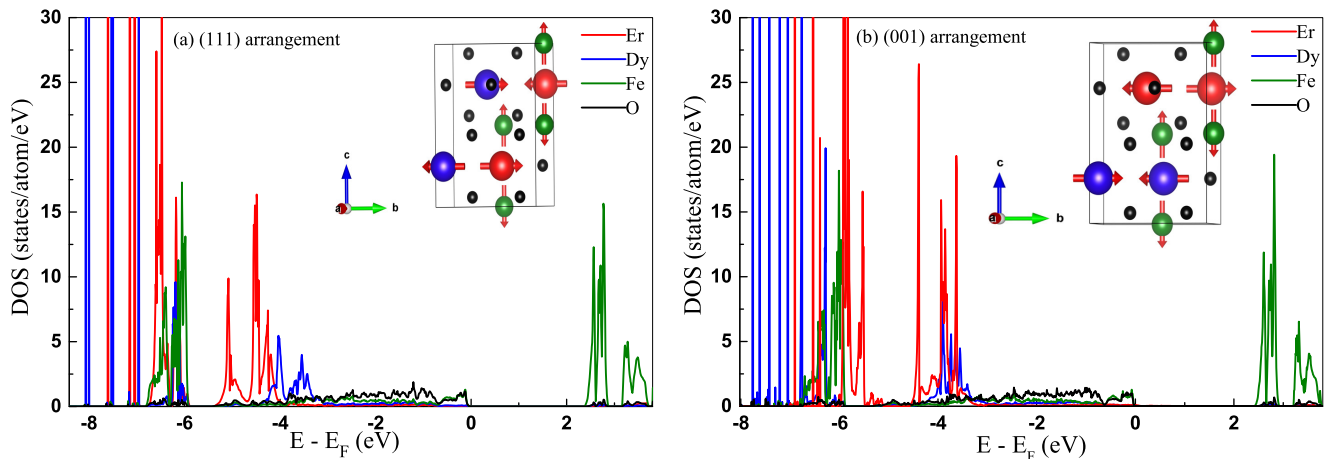 30
25
20
15
10
5
0
DOS (states/atom/eV)
(a) (111) arrangement
Er
Dy
Fe
O
c
a
b
-8
-6
-4
-2
0
2
E - E_F (eV)
30
25
20
15
10
5
0
DOS (states/atom/eV)
(b) (001) arrangement
Er
Dy
Fe
O
c
a
b
-8
-6
-4
-2
0
2
E - E_F (eV)